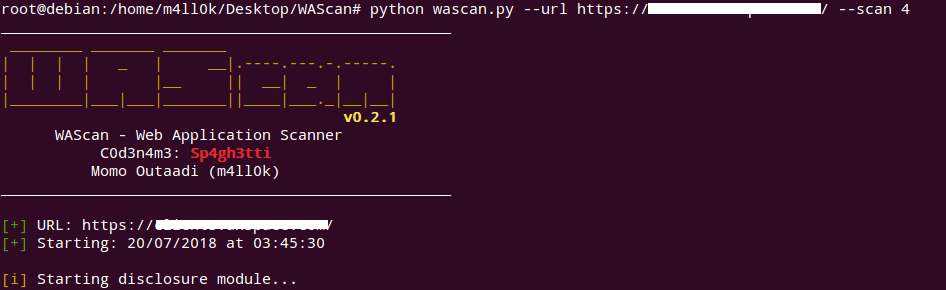 root@debian:/home/m4ll0k/Desktop/WAScan# python wascan.py --url https:// / --scan 4
WAScan
v0.2.1
WAScan - Web Application Scanner
C0d3n4m3: Sp4gh3tti
Momo Outaadi (m4ll0k)
[+] URL: https:// /
[+] Starting: 20/07/2018 at 03:45:30
[i] Starting disclosure module...